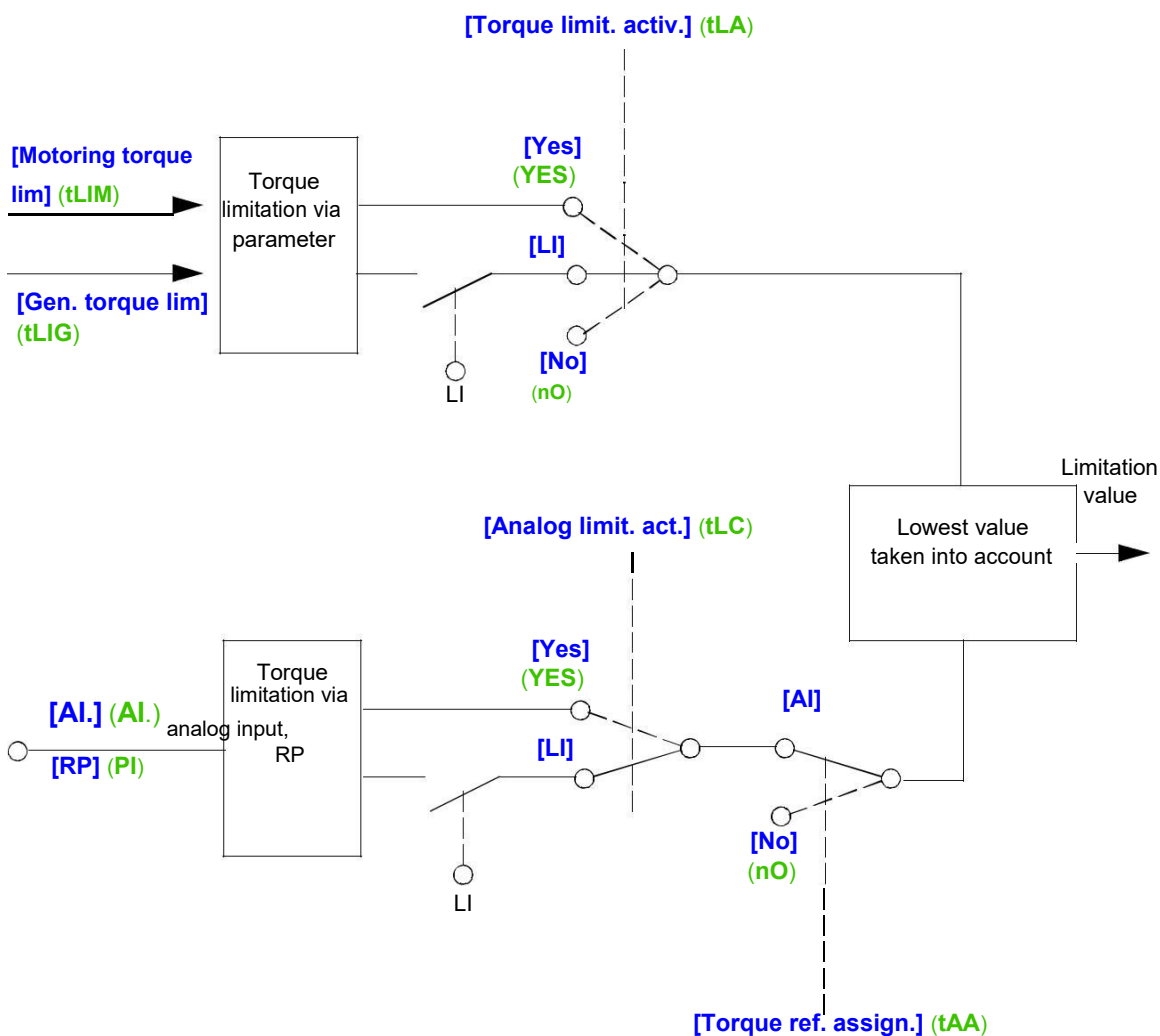 [Torque limit. activ.] (tLA)
[Motoring torque
lim] (tLIM)
Torque
limitation via
parameter
[Yes]
(YES)
[LI]
[Gen. torque lim]
(tLIG)
[No]
(nO)
LI
Limitation
value
[Analog limit. act.] (tLC)
Lowest value
taken into account
[Yes]
(YES)
Torque
limitation via
analog input,
RP
[AI.] (AI.)
[RP] (PI)
[LI]
[AI]
[No]
(nO)
LI
[Torque ref. assign.] (tAA)